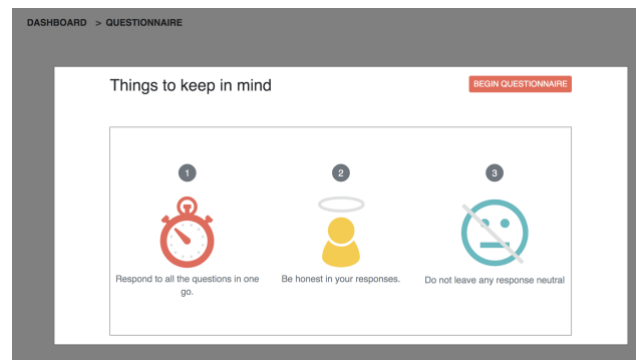 DASHBOARD > QUESTIONNAIRE
Things to keep in mind
BEGIN QUESTIONNAIRE
1
2
3
Respond to all the questions in one
go.
Be honest in your responses.
Do not leave any response neutral